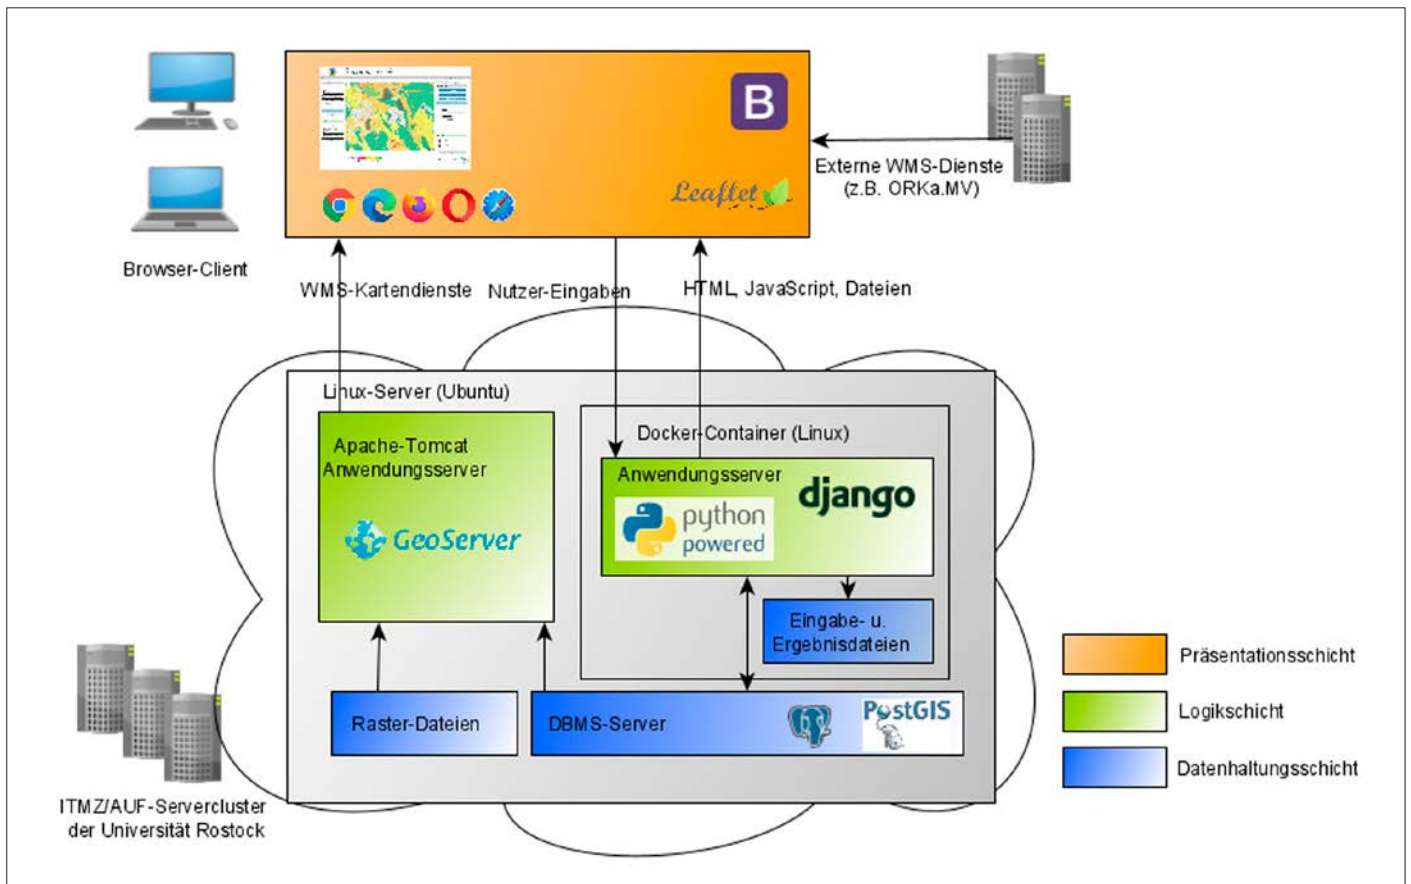 B
Leaflet
Externe WMS-Dienste
(z.B. ORKa.MV)
Browser-Client
WMS-Kartendienste
Nutzer-Eingaben
HTML, JavaScript, Dateien
Linux-Server (Ubuntu)
Apache-Tomcat
Anwendungsserver
GeoServer
Docker-Container (Linux)
Anwendungsserver
python
powered
django
Eingabe- u.
Ergebnisdateien
Raster-Dateien
DBMS-Server
PostGIS
ITMZ/AUF-Servercluster
der Universität Rostock
Präsentationsschicht
Logikschicht
Datenhaltungsschicht